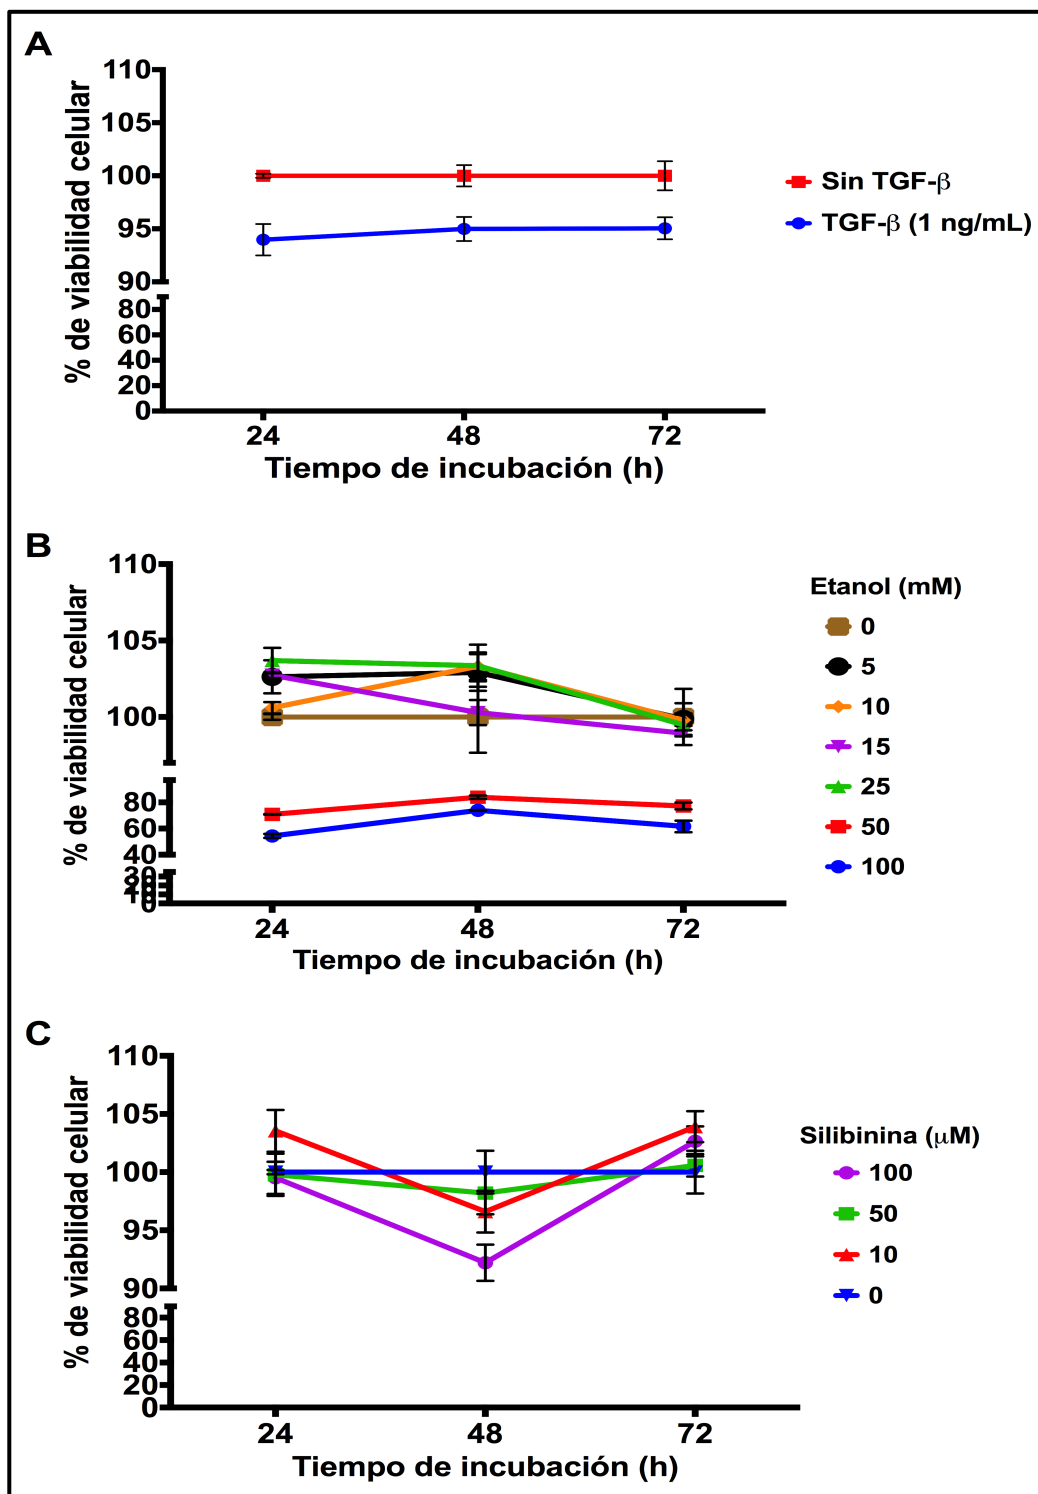 A
110
105
100
95
90
80
60
40
20
0
% de viabilidad celular
24 48 72
Tiempo de incubación (h)
Sin TGF-β
TGF-β (1 ng/mL)
B
110
105
100
80
60
40
30
20
10
0
% de viabilidad celular
24 48 72
Tiempo de incubación (h)
Etanol (mM)
0
5
10
15
25
50
100
C
110
105
100
95
90
80
60
40
20
0
% de viabilidad celular
24 48 72
Tiempo de incubación (h)
Silibinina (μM)
100
50
10
0